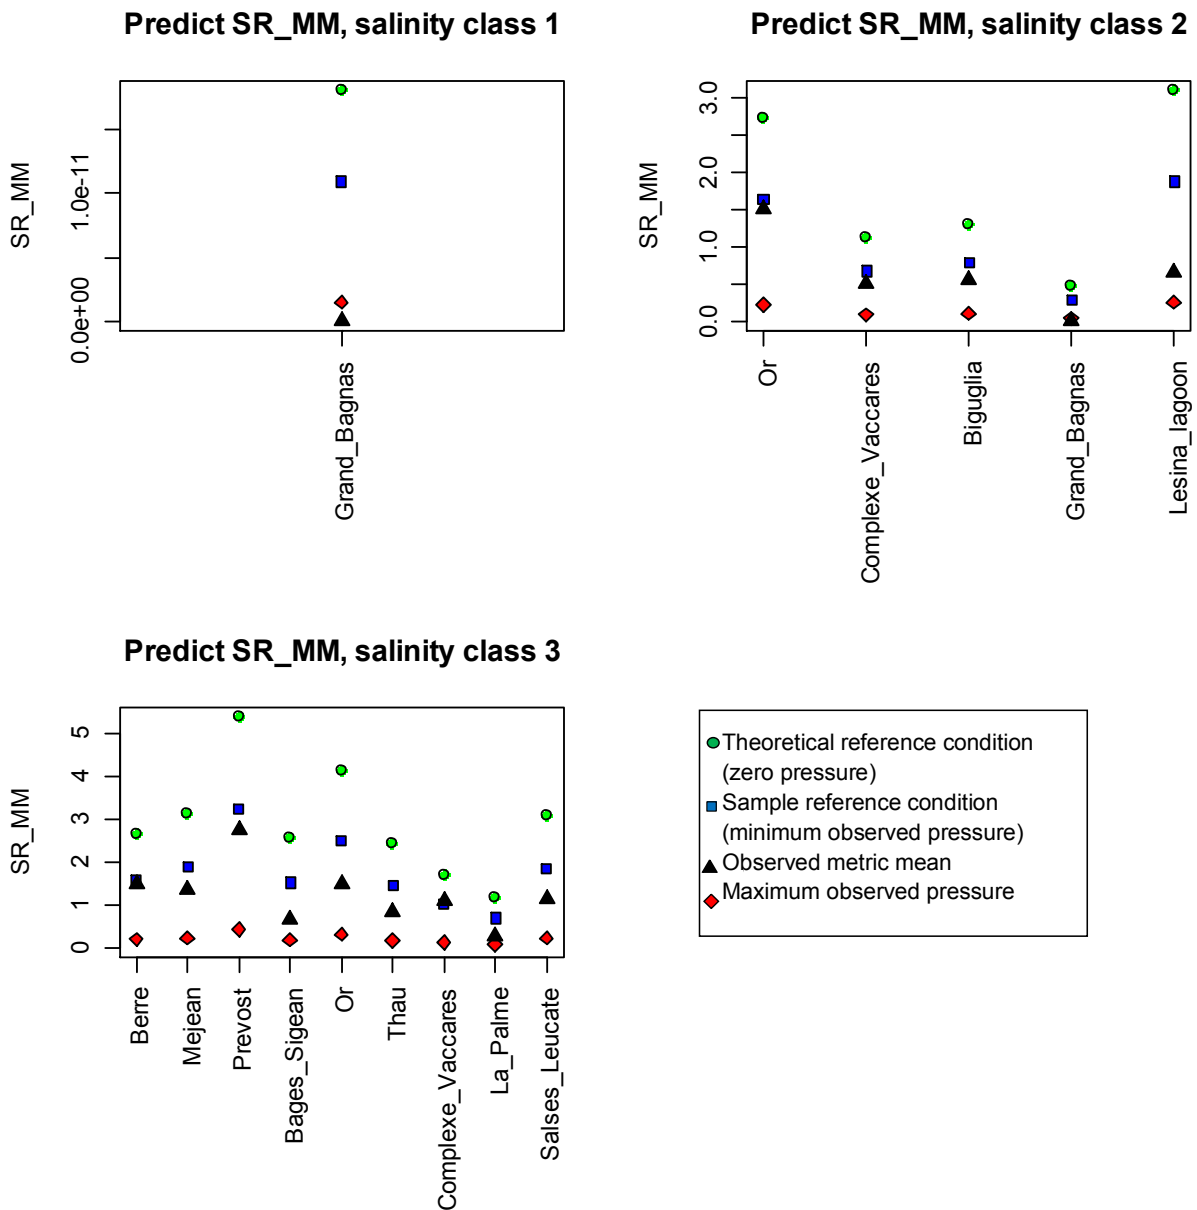 Predict SR_MM, salinity class 1
SR_MM
1.0e-11
0.0e+00
Grand_Bagnas
Predict SR_MM, salinity class 2
SR_MM
3.0
2.0
1.0
0.0
Or
Complexe_Vaccares
Biguglia
Grand_Bagnas
Lesina_lagoon
Predict SR_MM, salinity class 3
SR_MM
5
4
3
2
1
0
Berre
Mejean
Prevost
Bages_Sigean
Or
Thau
Complexe_Vaccares
La_Palme
Salses_Leucate
Theoretical reference condition
(zero pressure)
Sample reference condition
(minimum observed pressure)
Observed metric mean
Maximum observed pressure